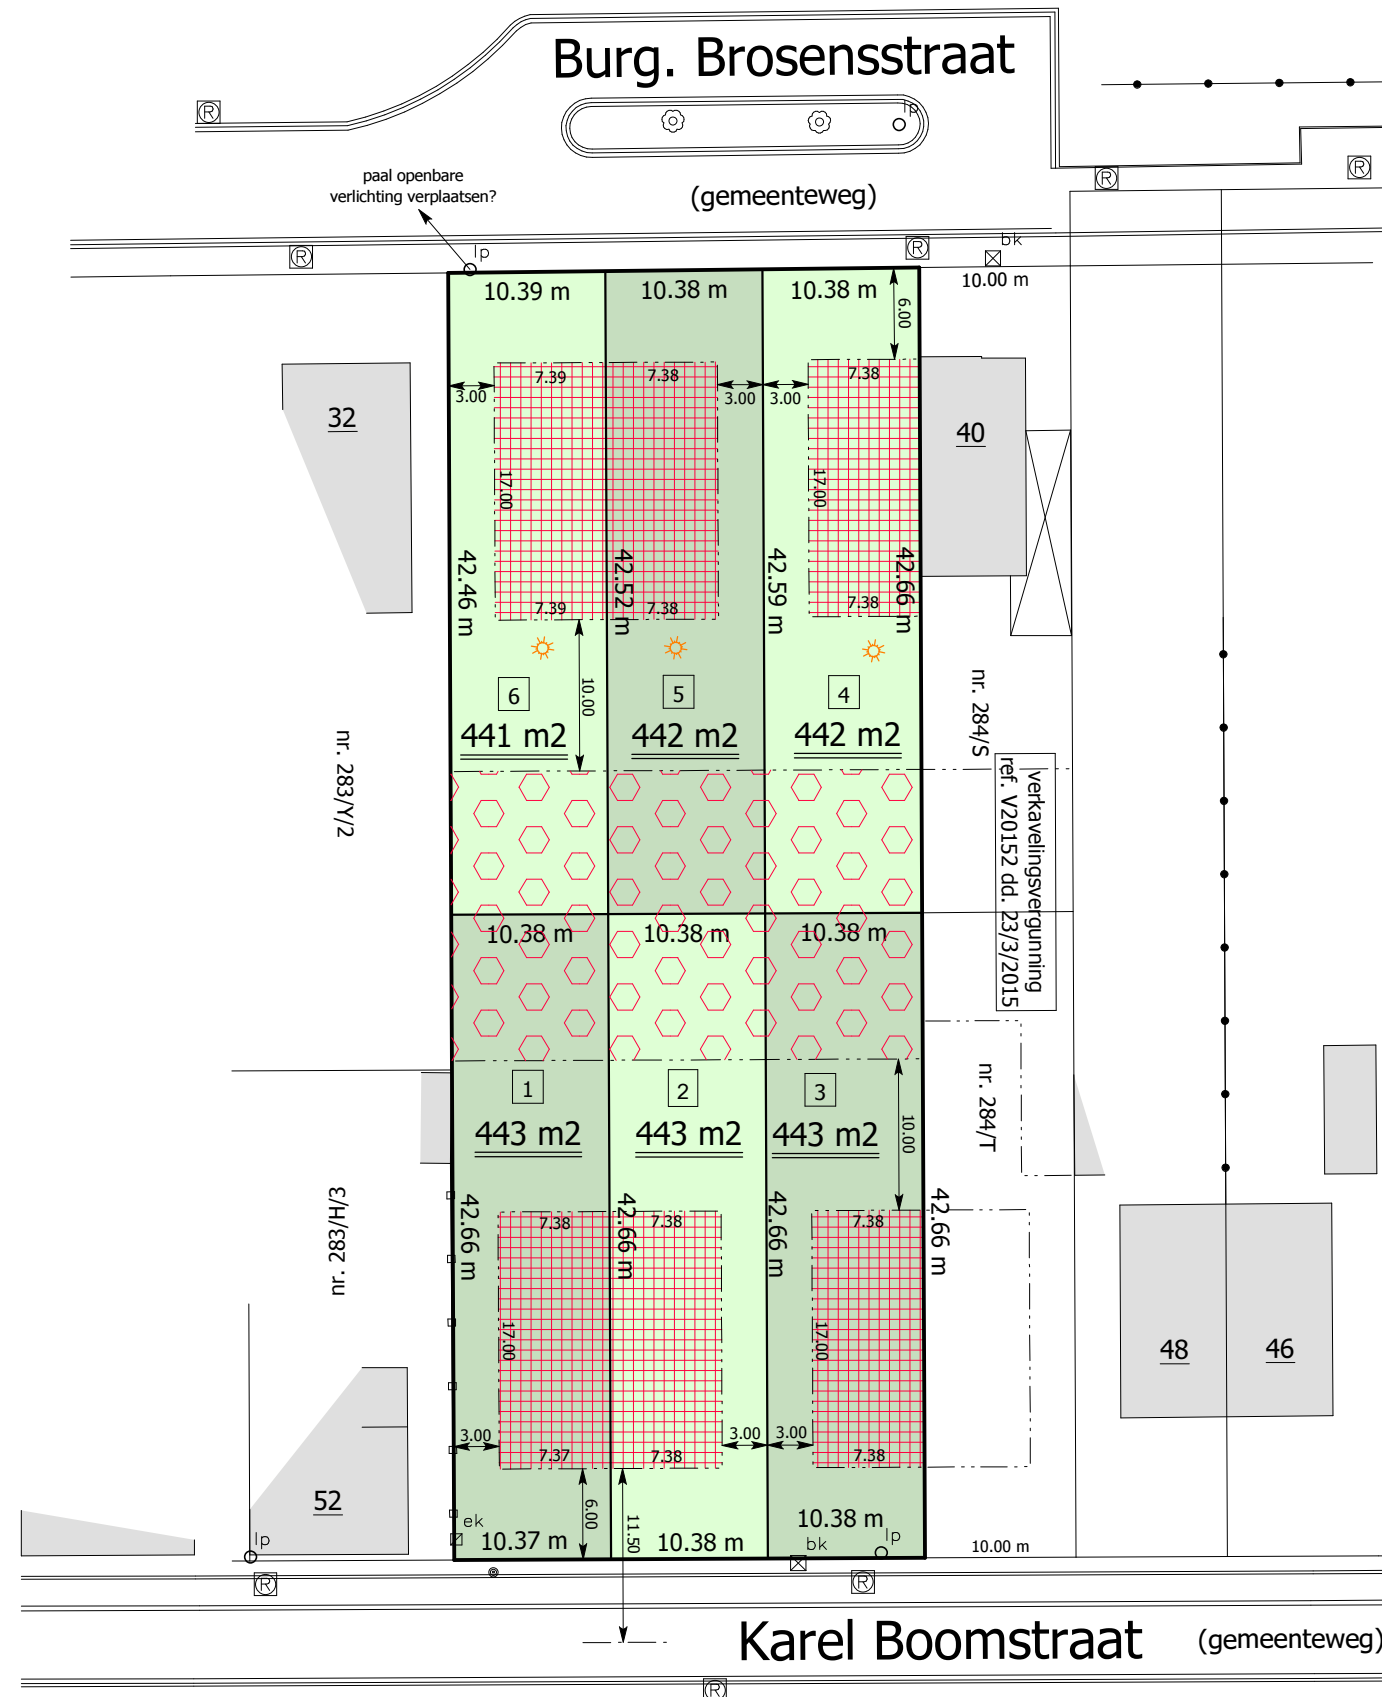 Burg. Brosensstraat
R
lp
R
R
paal openbare
verlichting verplaatsen?
(gemeenteweg)
R
lp
R
bk
10.39 m
10.38 m
10.38 m
6.00
10.00 m
32
3.00
7.39
7.38
3.00
3.00
7.38
40
17.00
17.00
42.46 m
42.52 m
42.59 m
42.66 m
7.39
7.38
7.38
10.00
6
5
4
441 m2
442 m2
442 m2
nr. 283/Y/2
nr. 284/S
verkavelingsvergunning
ref. V20152 dd. 23/3/2015
10.38 m
10.38 m
10.38 m
1
2
3
443 m2
443 m2
443 m2
10.00
nr. 284/T
nr. 283/H/3
42.66 m
42.66 m
42.66 m
42.66 m
7.38
7.38
7.38
17.00
17.00
48
46
3.00
7.37
7.38
3.00
3.00
7.38
52
6.00
11.50
ek
10.37 m
10.38 m
10.38 m
lp
bk
lp
10.00 m
R
R
Karel Boomstraat
(gemeenteweg)
R